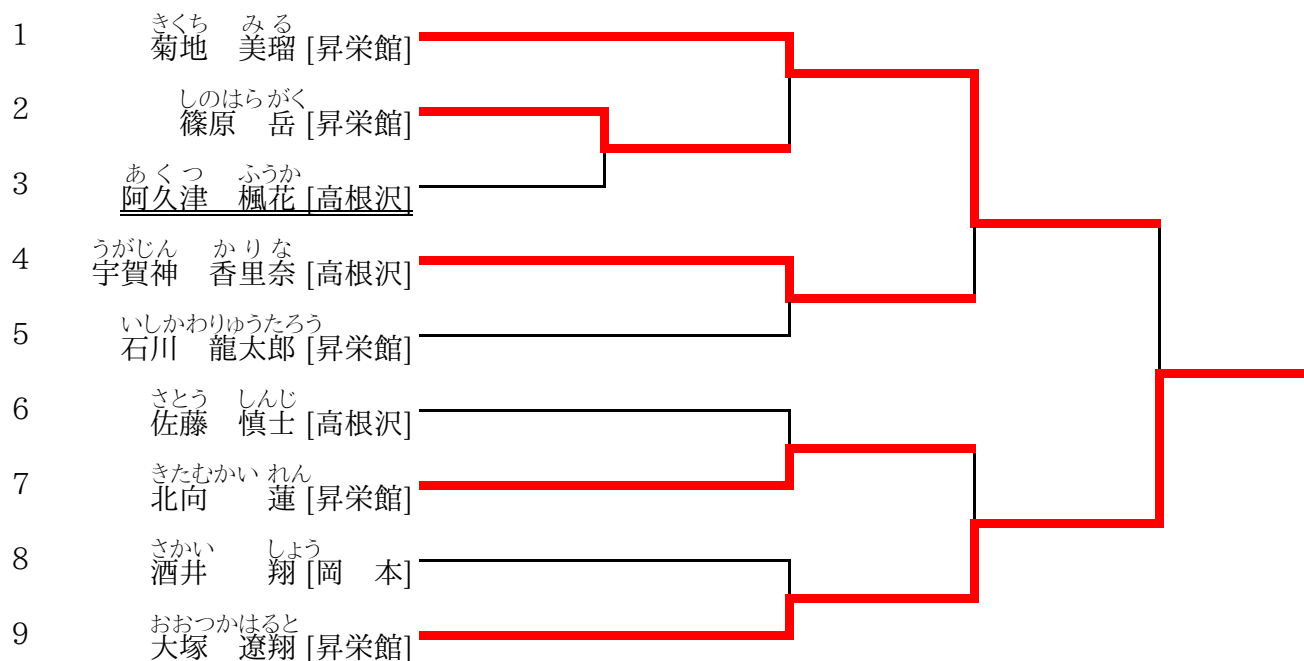 きくち みる
1 菊地 美瑠 [昇栄館]
しのはら がく
2 篠原 岳 [昇栄館]
あくつ ふうか
3 阿久津 楓花 [高根沢]
うがじん かりな
4 宇賀神 香里奈 [高根沢]
いしかわ りゅうたろう
5 石川 龍太郎 [昇栄館]
さとう しんじ
6 佐藤 慎士 [高根沢]
きたむかい れん
7 北向 蓮 [昇栄館]
さかい しょう
8 酒井 翔 [岡 本]
おおつか はると
9 大塚 遼翔 [昇栄館]